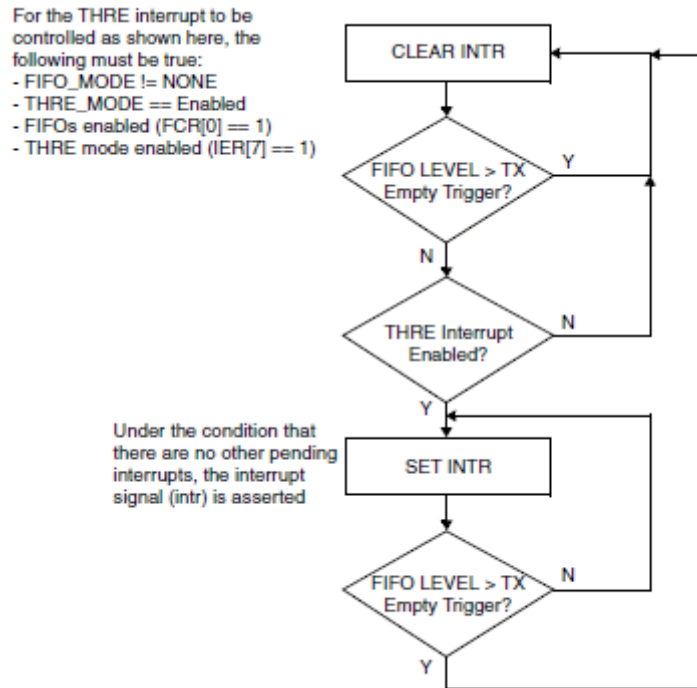 For the THRE interrupt to be
controlled as shown here, the
following must be true:
- FIFO_MODE != NONE
- THRE_MODE == Enabled
- FIFOs enabled (FCR[0] == 1)
- THRE mode enabled (IER[7] == 1)
CLEAR INTR
FIFO LEVEL > TX
Empty Trigger?
Y
N
THRE Interrupt
Enabled?
N
Y
Under the condition that
there are no other pending
interrupts, the interrupt
signal (intr) is asserted
SET INTR
FIFO LEVEL > TX
Empty Trigger?
N
Y